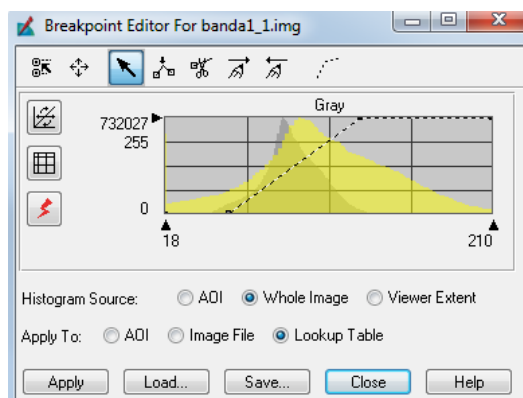 Breakpoint Editor For banda1_1.img
Gray
732027
255
0
18 210
Histogram Source: AOI Whole Image Viewer Extent
Apply To: AOI Image File Lookup Table
Apply Load... Save... Close Help